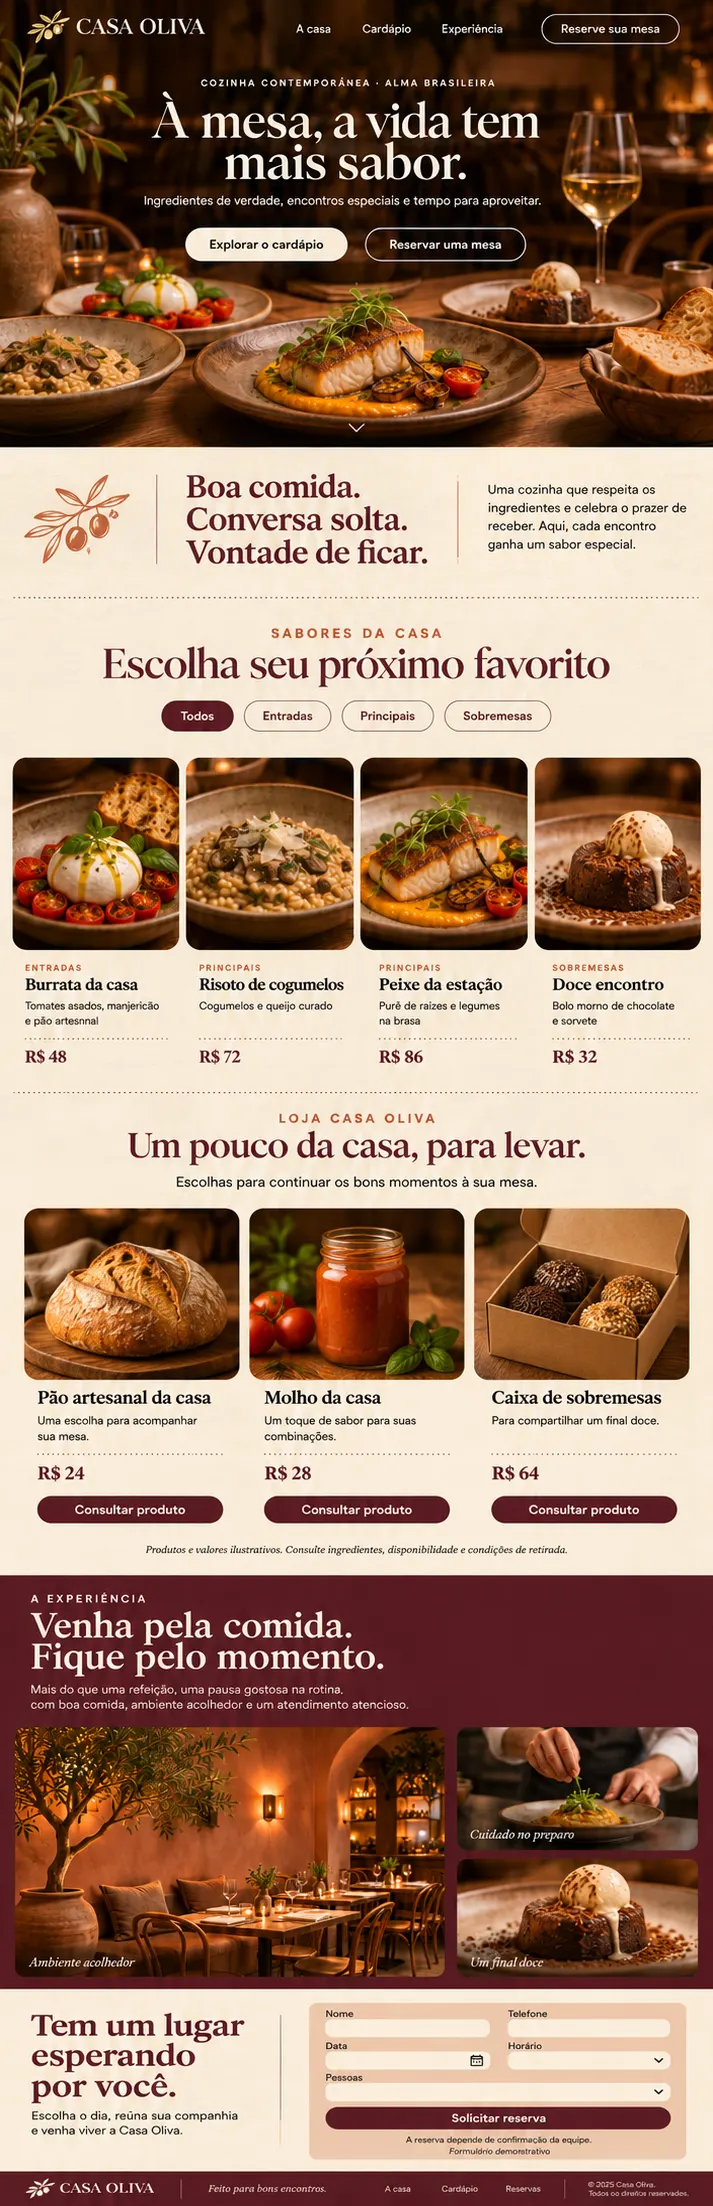 CASA OLIVA
A casa
Cardápio
Experiência
Reserve sua mesa
COZINHA CONTEMPORÂNEA · ALMA BRASILEIRA
À mesa, a vida tem
mais sabor.
Ingredientes de verdade, encontros especiais e tempo para aproveitar.
Explorar o cardápio
Reservar uma mesa
Boa comida.
Conversa solta.
Vontade de ficar.
Uma cozinha que respeita os
ingredientes e celebra o prazer de
receber. Aqui, cada encontro
ganha um sabor especial.
SABORES DA CASA
Escolha seu próximo favorito
Todos
Entradas
Principais
Sobremesas
ENTRADAS
Burrata da casa
Tomates asados, manjericão
e pão artesnnal
R$ 48
PRINCIPAIS
Risoto de cogumelos
Cogumelos e queijo curado
R$ 72
PRINCIPAIS
Peixe da estação
Purê de raízes e legumes
na brasa
R$ 86
SOBREMESAS
Doce encontro
Bolo morno de chocolate
e sorvete
R$ 32
LOJA CASA OLIVA
Um pouco da casa, para levar.
Escolhas para continuar os bons momentos à sua mesa.
Pão artesanal da casa
Uma escolha para acompanhar
sua mesa.
R$ 24
Consultar produto
Molho da casa
Um toque de sabor para suas
combinações.
R$ 28
Consultar produto
Caixa de sobremesas
Para compartilhar um final doce.
R$ 64
Consultar produto
Produtos e valores ilustrativos. Consulte ingredientes, disponibilidade e condições de retirada.
A EXPERIÊNCIA
Venha pela comida.
Fique pelo momento.
Mais do que uma refeição, uma pausa gostosa na rotina.
com boa comida, ambiente acolhedor e um atendimento atencioso.
Ambiente acolhedor
Cuidado no preparo
Um final doce
Tem um lugar
esperando
por você.
Escolha o dia, reúna sua companhia
e venha viver a Casa Oliva.
Nome
Telefone
Data
Horário
Pessoas
Solicitar reserva
A reserva depende de confirmação da equipe.
Formulário demonstrativo
CASA OLIVA
Feito para bons encontros.
A casa
Cardápio
Reservas
© 2025 Casa Oliva.
Todos os direitos reservados.